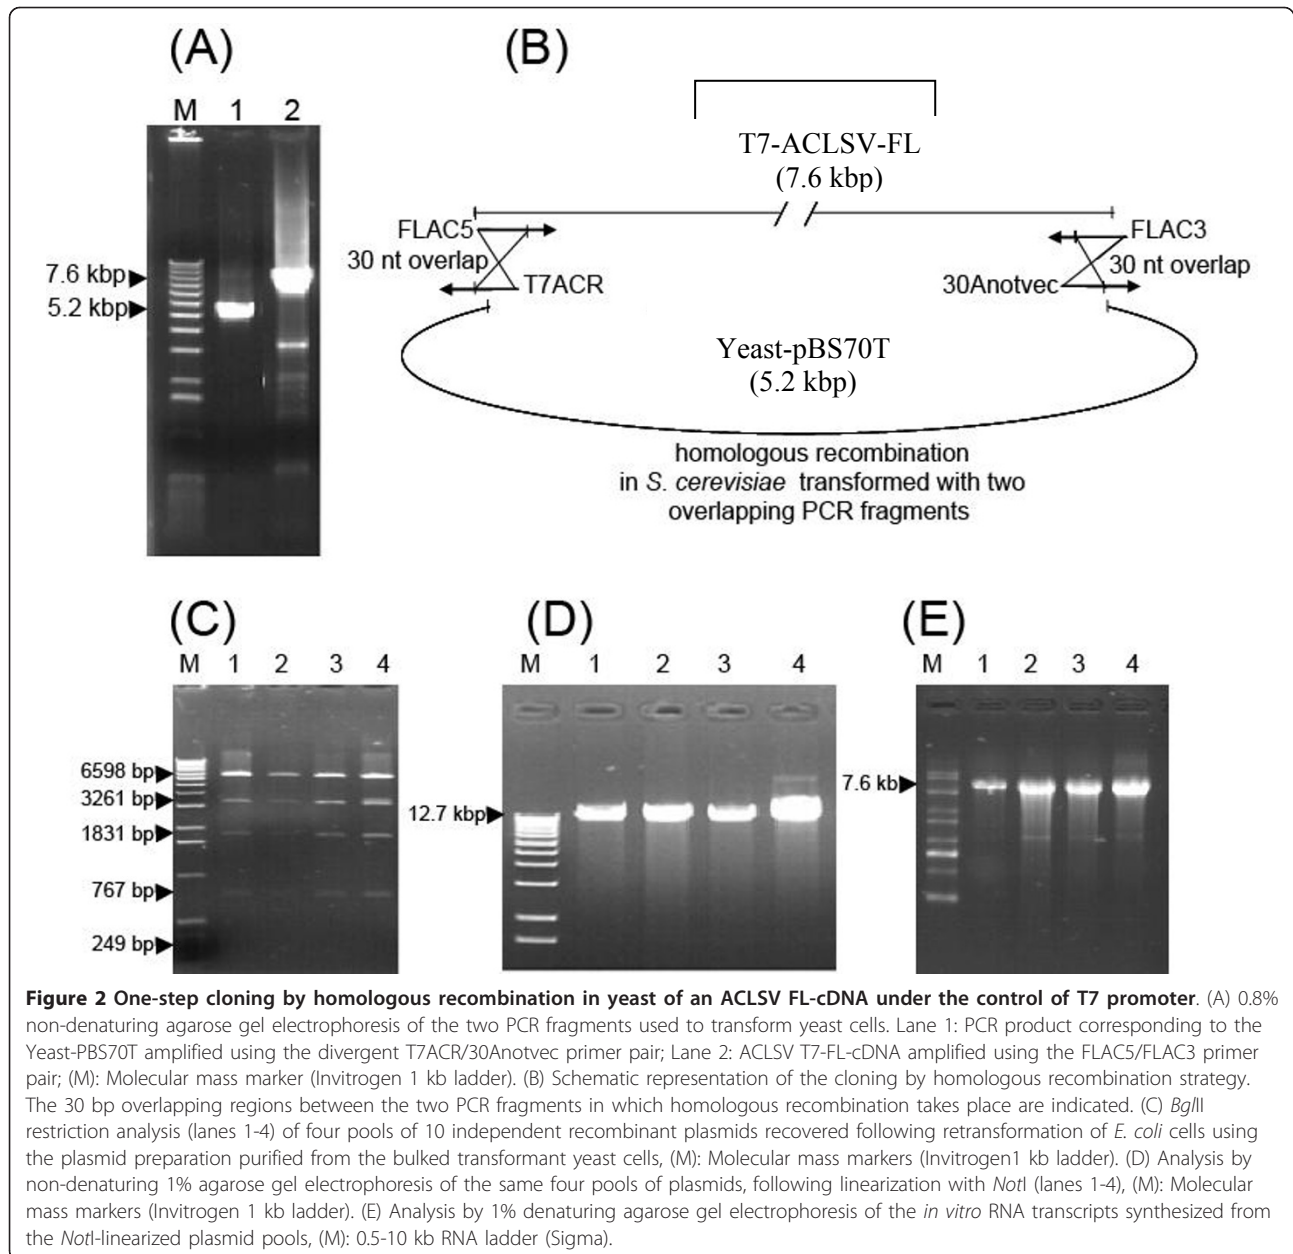 (A)
M 1 2
7.6 kbp
5.2 kbp
(B)
T7-ACLSV-FL
(7.6 kbp)
FLAC5
30 nt overlap
T7ACR
FLAC3
30 nt overlap
30Anotvec
Yeast-pBS70T
(5.2 kbp)
homologous recombination
in S. cerevisiae transformed with two
overlapping PCR fragments
(C)
M 1 2 3 4
6598 bp
3261 bp
1831 bp
767 bp
249 bp
(D)
M 1 2 3 4
12.7 kbp
(E)
M 1 2 3 4
7.6 kb
Figure 2 One-step cloning by homologous recombination in yeast of an ACLSV FL-cDNA under the control of T7 promoter. (A) 0.8%
non-denaturing agarose gel electrophoresis of the two PCR fragments used to transform yeast cells. Lane 1: PCR product corresponding to the
Yeast-PBS70T amplified using the divergent T7ACR/30Anotvec primer pair; Lane 2: ACLSV T7-FL-cDNA amplified using the FLAC5/FLAC3 primer
pair; (M): Molecular mass marker (Invitrogen 1 kb ladder). (B) Schematic representation of the cloning by homologous recombination strategy.
The 30 bp overlapping regions between the two PCR fragments in which homologous recombination takes place are indicated. (C) BglII
restriction analysis (lanes 1-4) of four pools of 10 independent recombinant plasmids recovered following retransformation of E. coli cells using
the plasmid preparation purified from the bulked transformant yeast cells, (M): Molecular mass markers (Invitrogen1 kb ladder). (D) Analysis by
non-denaturing 1% agarose gel electrophoresis of the same four pools of plasmids, following linearization with NotI (lanes 1-4), (M): Molecular
mass markers (Invitrogen 1 kb ladder). (E) Analysis by 1% denaturing agarose gel electrophoresis of the in vitro RNA transcripts synthesized from
the NotI-linearized plasmid pools, (M): 0.5-10 kb RNA ladder (Sigma).